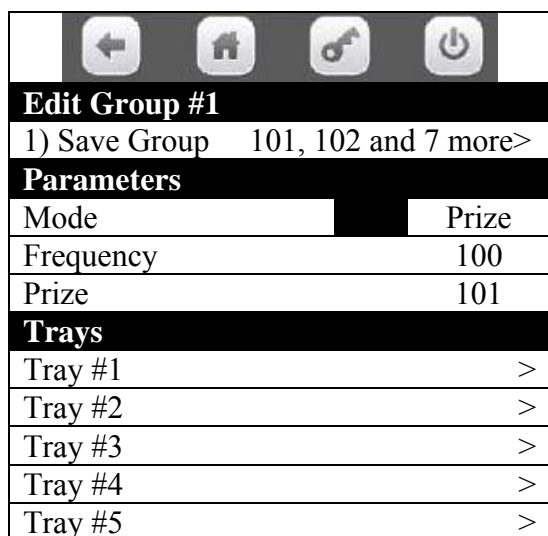 Edit Group #1
1) Save Group 101, 102 and 7 more>
Parameters
Mode Prize
Frequency 100
Prize 101
Trays
Tray #1 >
Tray #2 >
Tray #3 >
Tray #4 >
Tray #5 >